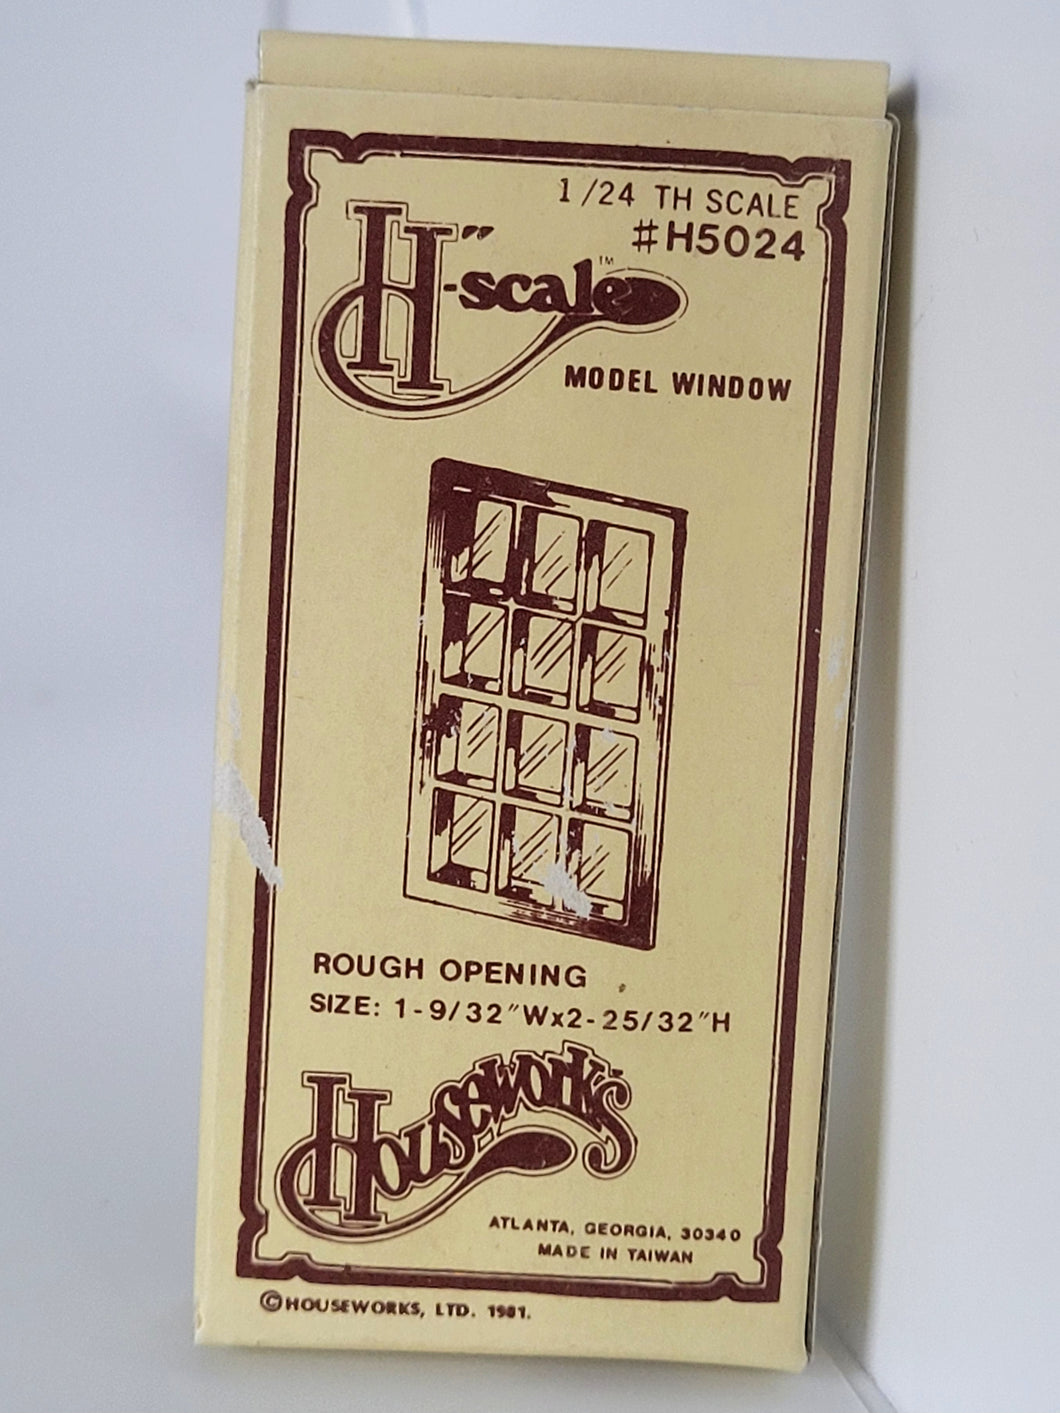 1/24 TH SCALE
#H5024
"H"-scale™
MODEL WINDOW
ROUGH OPENING
SIZE: 1-9/32"Wx2-25/32"H
Houseworks
ATLANTA, GEORGIA, 30340
MADE IN TAIWAN
©HOUSEWORKS, LTD. 1981.